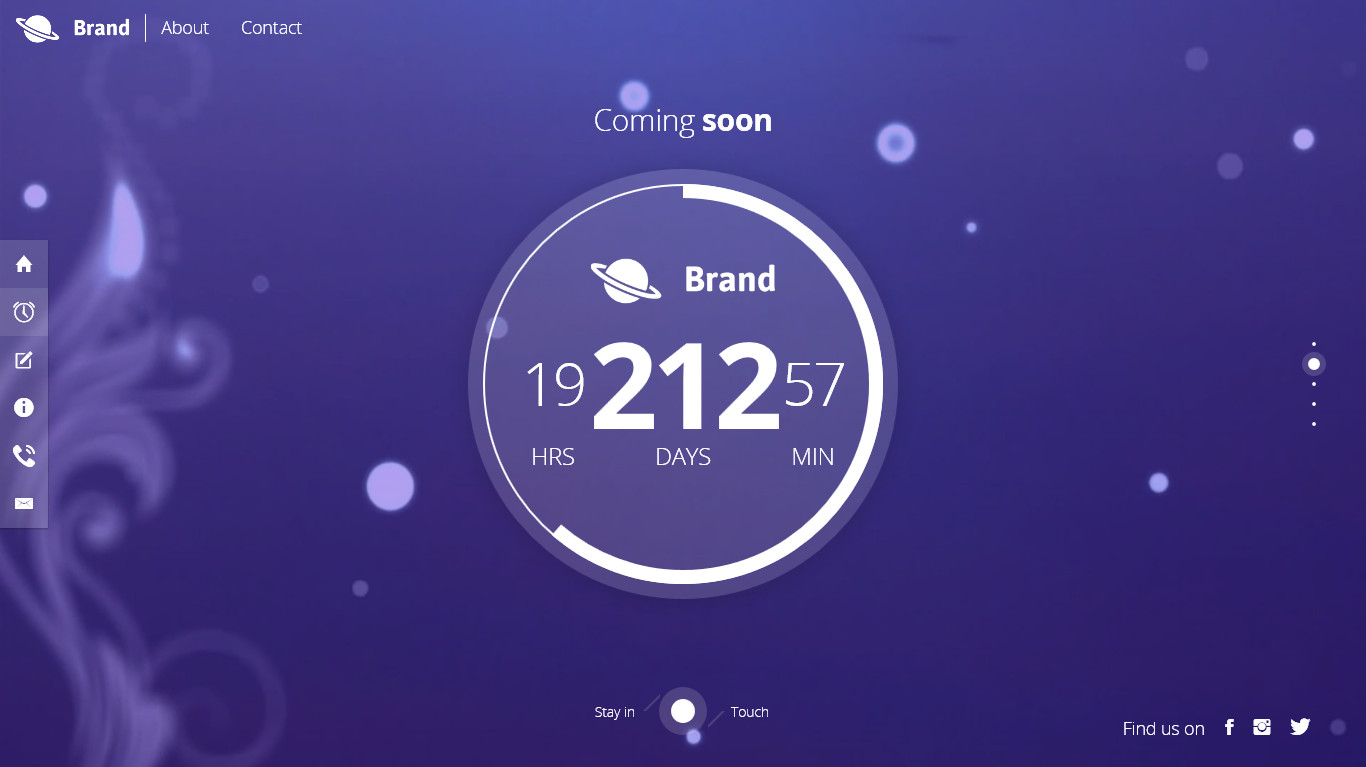 Brand About Contact
Coming soon
Brand
19 212 57
HRS DAYS MIN
Stay in Touch
Find us on